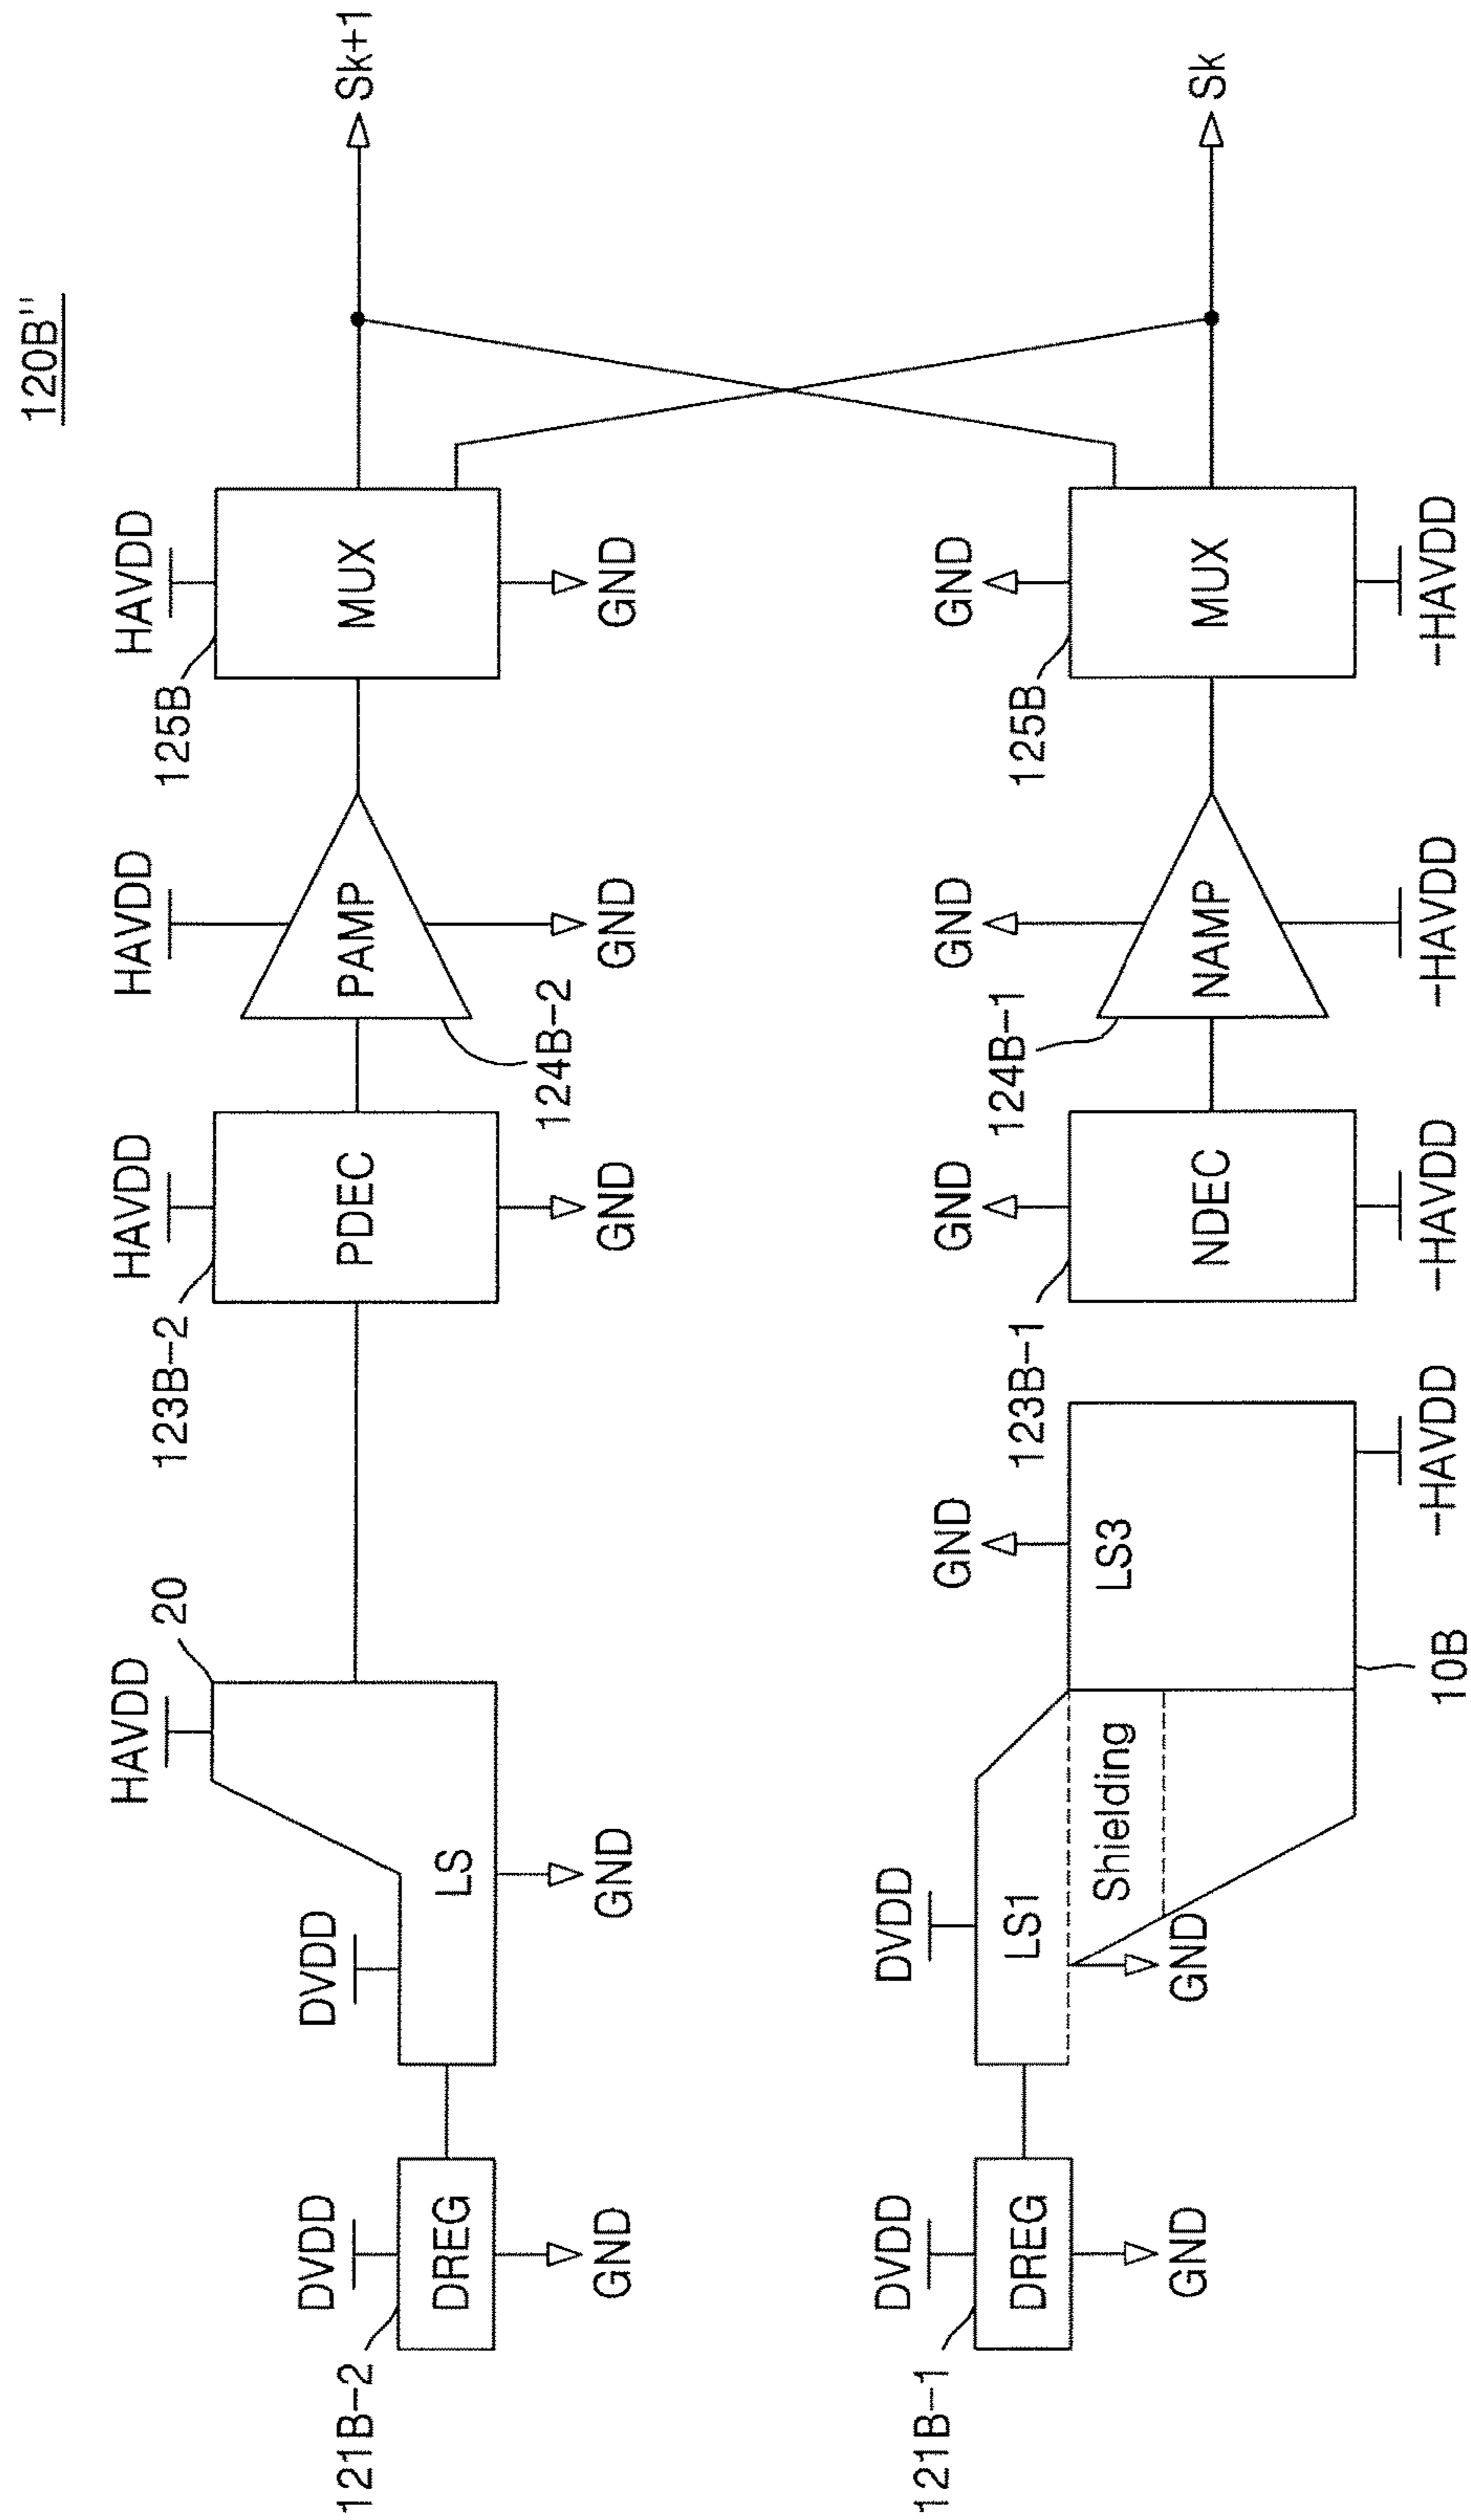 120B"
HAVDD
HAVDD
HAVDD
HAVDD
20
123B-2
125B
DVDD
DVDD
121B-2
DREG
LS
PDEC
PAMP
MUX
Sk+1
124B-2
GND
GND
GND
GND
GND
DVDD
DVDD
GND
GND
GND
GND
121B-1
123B-1
124B-1
125B
DREG
LS1
Shielding
LS3
NDEC
NAMP
MUX
Sk
GND
GND
10B
-HAVDD
-HAVDD
-HAVDD
-HAVDD